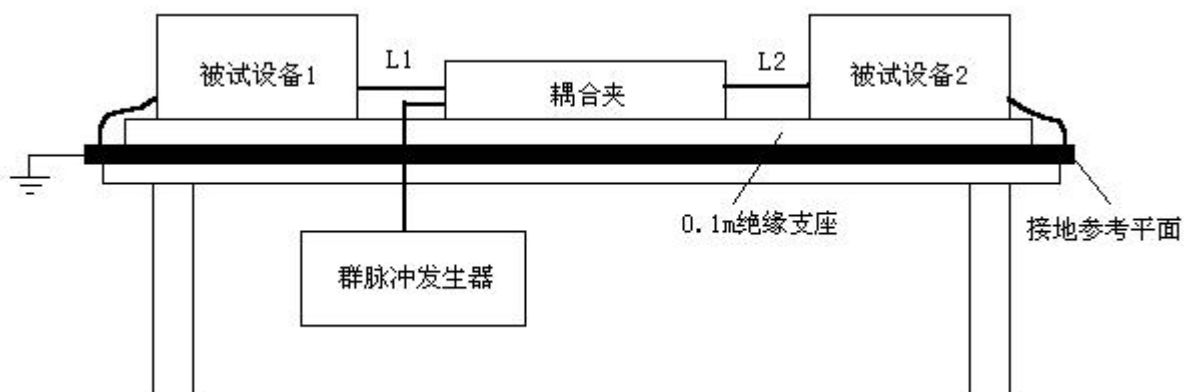 被试设备1
L1
耦合夹
L2
被试设备2
0.1m绝缘支座
接地参考平面
群脉冲发生器